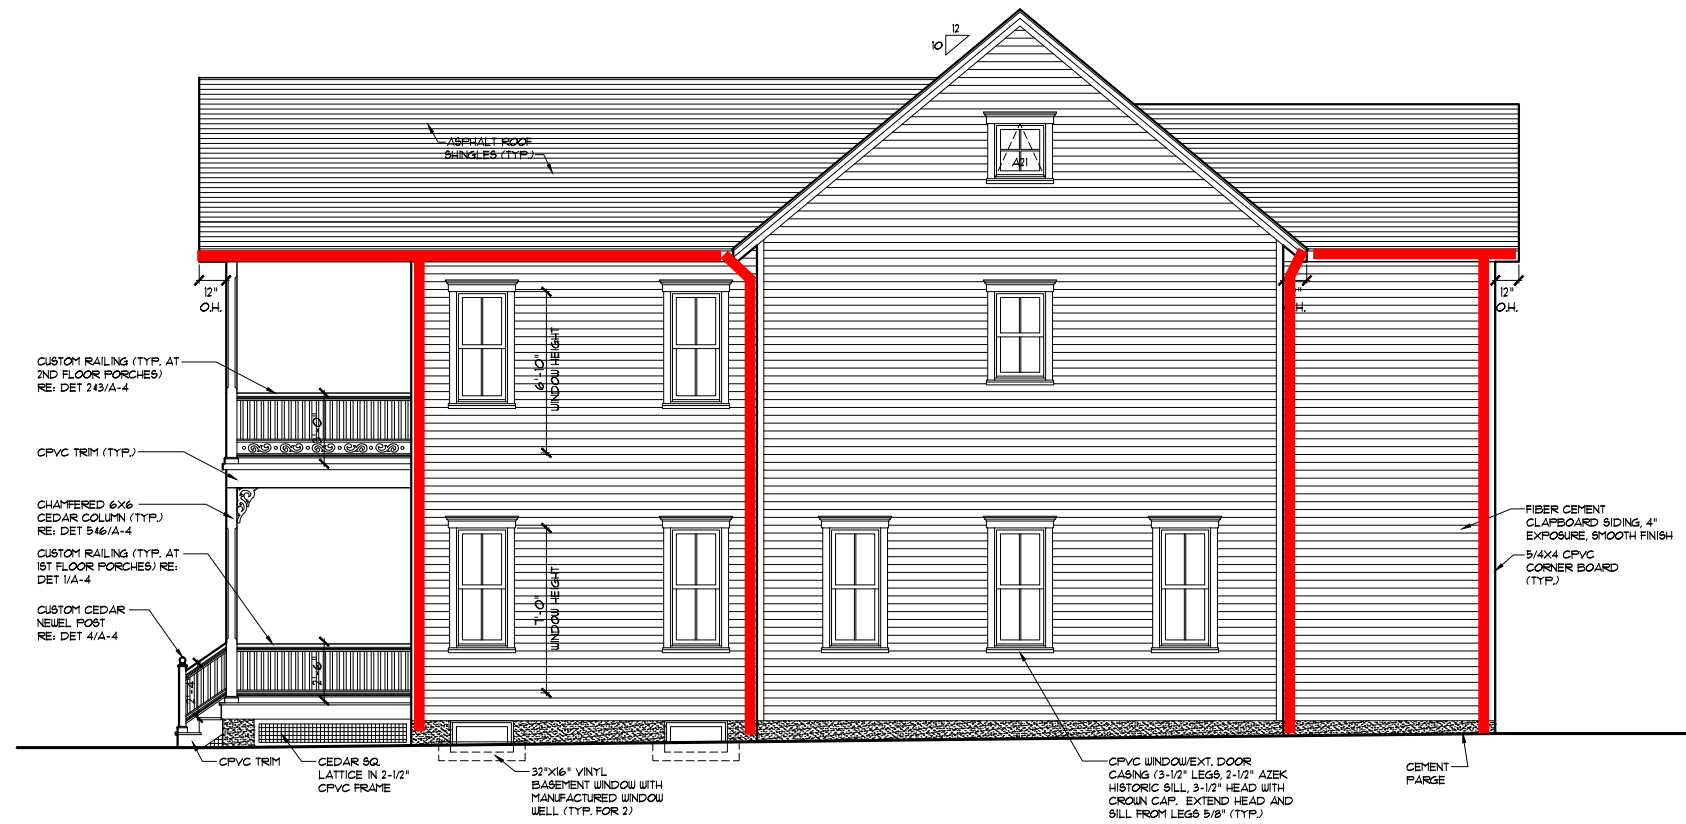 12
10
ASPHALT ROOF
SHINGLES (TYP.)
A21
12"
O.H.
H.
12"
O.H.
6'-10"
WINDOW HEIGHT
CUSTOM RAILING (TYP. AT
2ND FLOOR PORCHES)
RE: DET 2&3/A-4
3'-0"
CPVC TRIM (TYP.)
CHAMFERED 6X6
CEDAR COLUMN (TYP.)
RE: DET 5&6/A-4
CUSTOM RAILING (TYP. AT
1ST FLOOR PORCHES) RE:
DET 1/A-4
CUSTOM CEDAR
NEWEL POST
RE: DET 4/A-4
2'-4"
2'-6"
7'-0"
WINDOW HEIGHT
FIBER CEMENT
CLAPBOARD SIDING, 4"
EXPOSURE, SMOOTH FINISH
5/4X4 CPVC
CORNER BOARD
(TYP.)
CPVC TRIM
CEDAR SQ.
LATTICE IN 2-1/2"
CPVC FRAME
32"X16" VINYL
BASEMENT WINDOW WITH
MANUFACTURED WINDOW
WELL (TYP. FOR 2)
CPVC WINDOW/EXT. DOOR
CASING (3-1/2" LEGS, 2-1/2" AZEK
HISTORIC SILL, 3-1/2" HEAD WITH
CROWN CAP.  EXTEND HEAD AND
SILL FROM LEGS 5/8" (TYP.)
CEMENT
PARGE